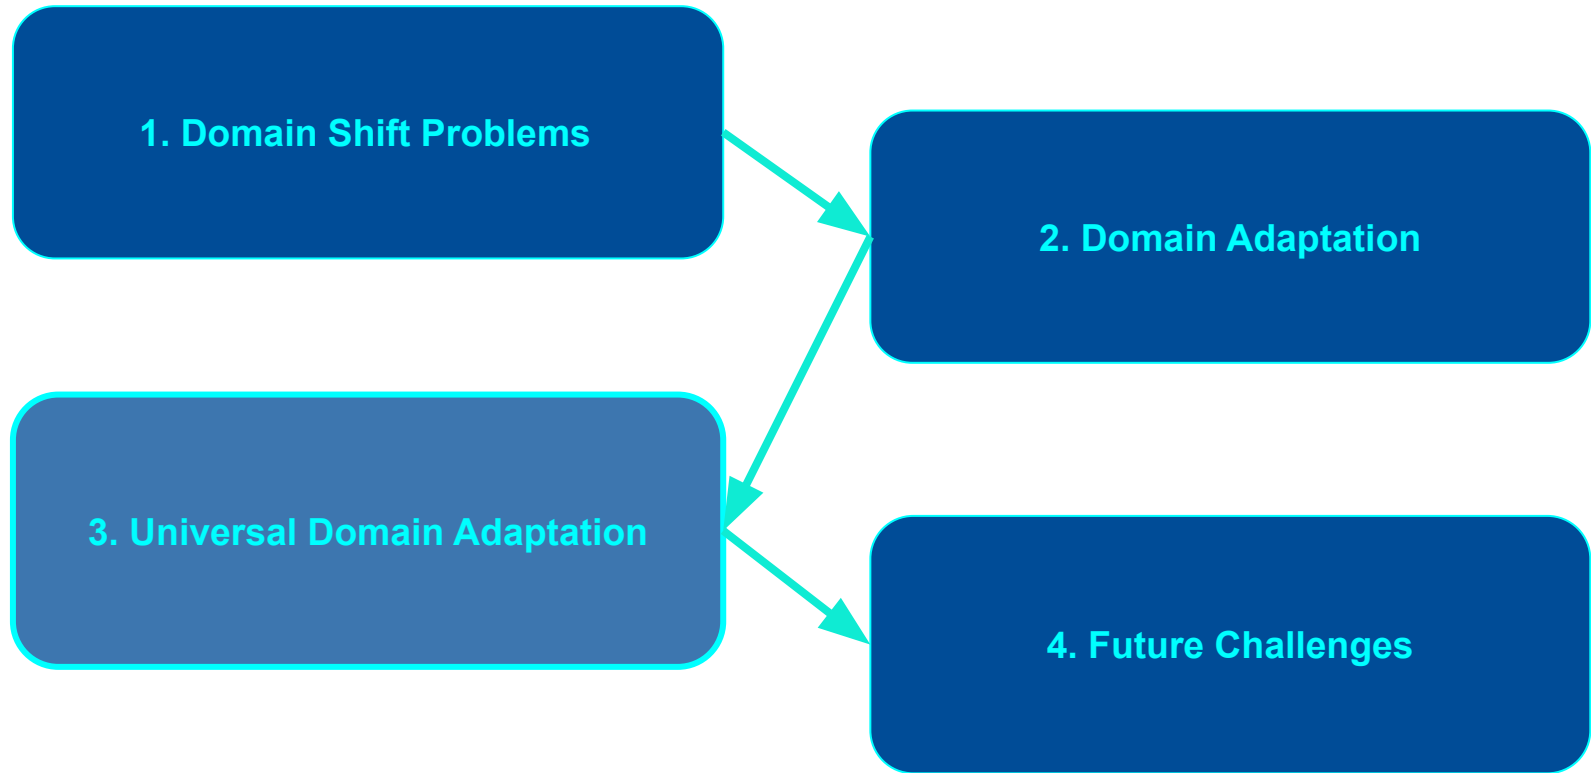 1. Domain Shift Problems
2. Domain Adaptation
3. Universal Domain Adaptation
4. Future Challenges